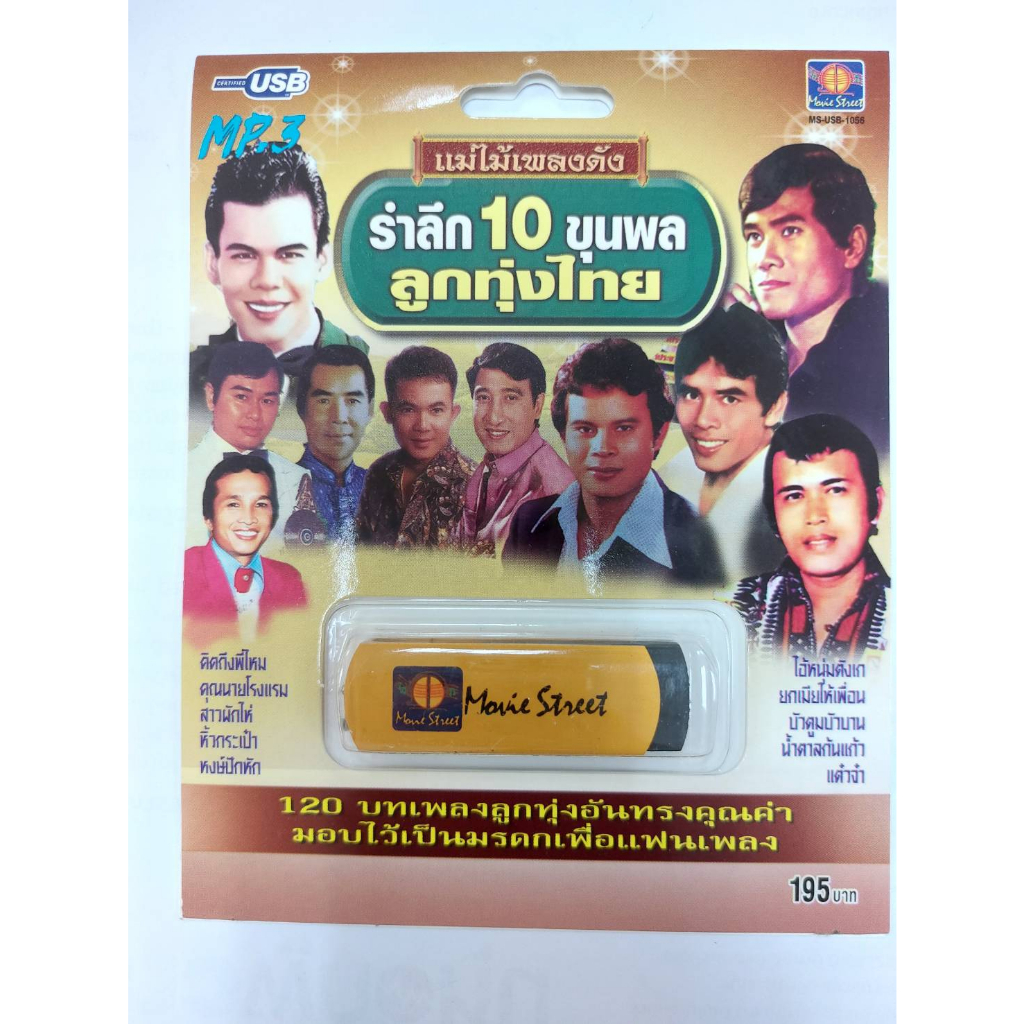 CERTIFIED USB
MP.3
Movie Street
MS-USB-1056
แม่ไม้เพลงดัง
รำลึก 10 ขุนพล
ลูกทุ่งไทย
คิดถึงพี่ไหม
คุณนายโรงแรม
สาวผักไห่
หิ้วกระเป๋า
หงษ์ปีกหัก
Movie Street
Movie Street
ไอ้หนุ่มตังเก
ยกเมียให้เพื่อน
บัวตูมบัวบาน
น้ำตาลก้นแก้ว
แต๋วจ๋า
120 บทเพลงลูกทุ่งอันทรงคุณค่า
มอบไว้เป็นมรดกเพื่อแฟนเพลง
195 บาท